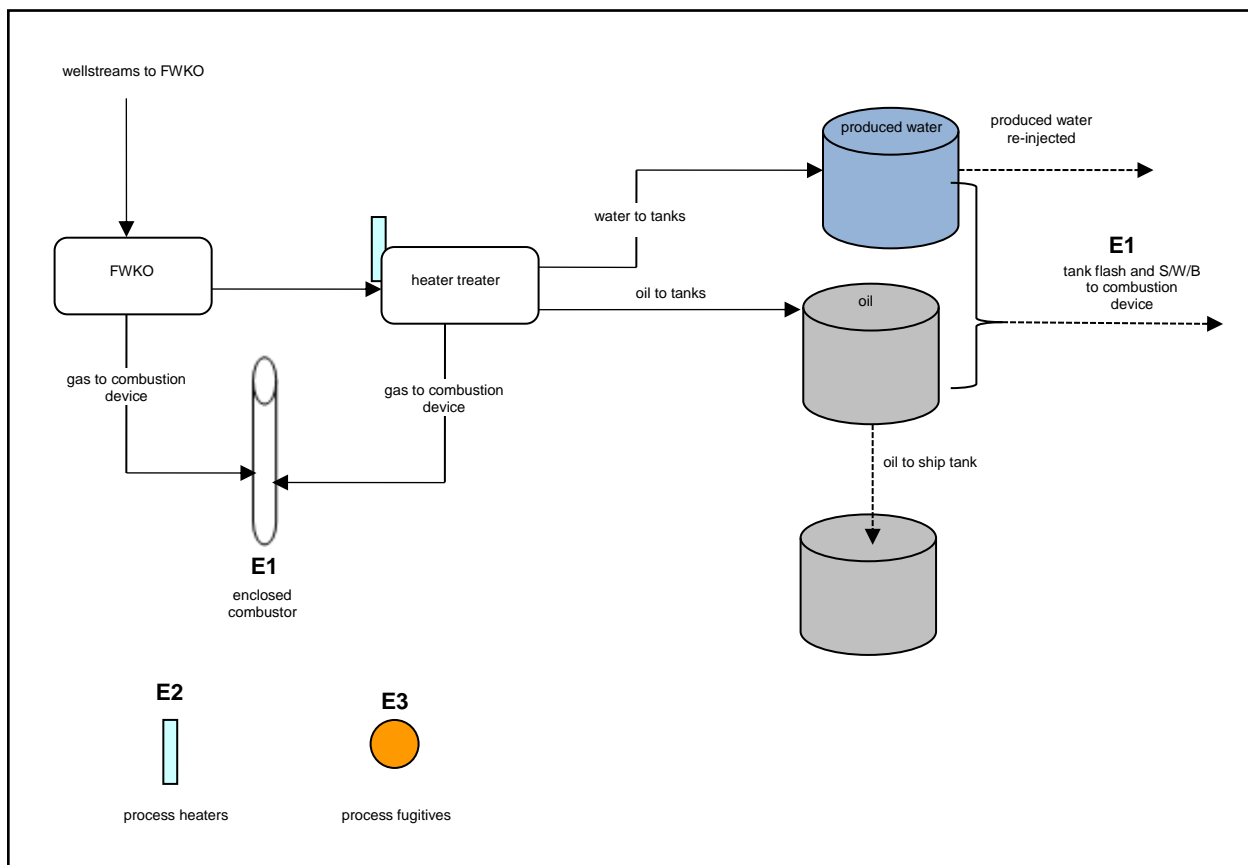 wellstreams to FWKO
FWKO
gas to combustion
device
heater treater
gas to combustion
device
water to tanks
oil to tanks
produced water
produced water
re-injected
oil
E1
tank flash and S/W/B
to combustion
device
oil to ship tank
E1
enclosed
combustor
E2
process heaters
E3
process fugitives